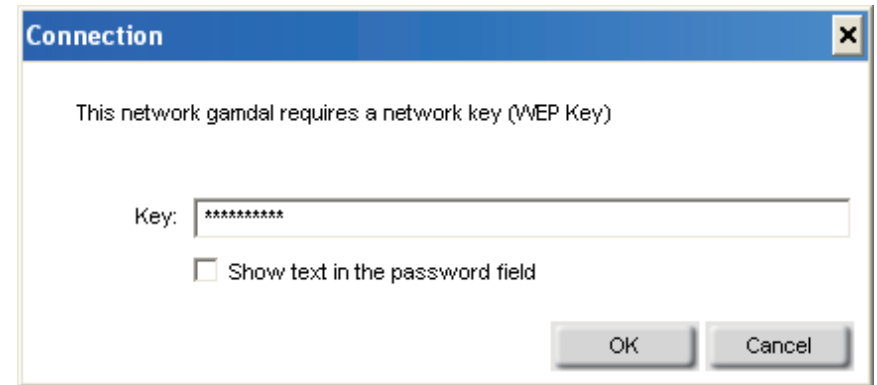 Connection
This network gamdal requires a network key (WEP Key)
Key: **********
Show text in the password field
OK Cancel